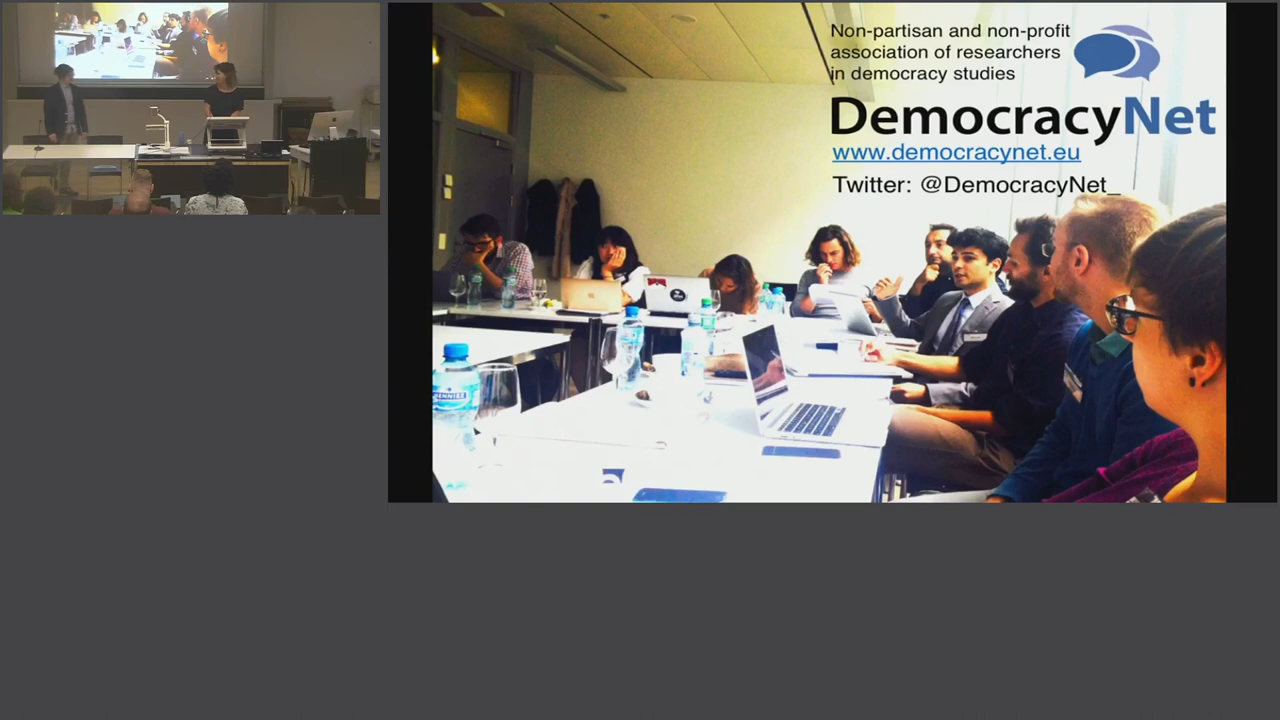 Non-partisan and non-profit
association of researchers
in democracy studies
DemocracyNet
www.democracynet.eu
Twitter: @DemocracyNet_